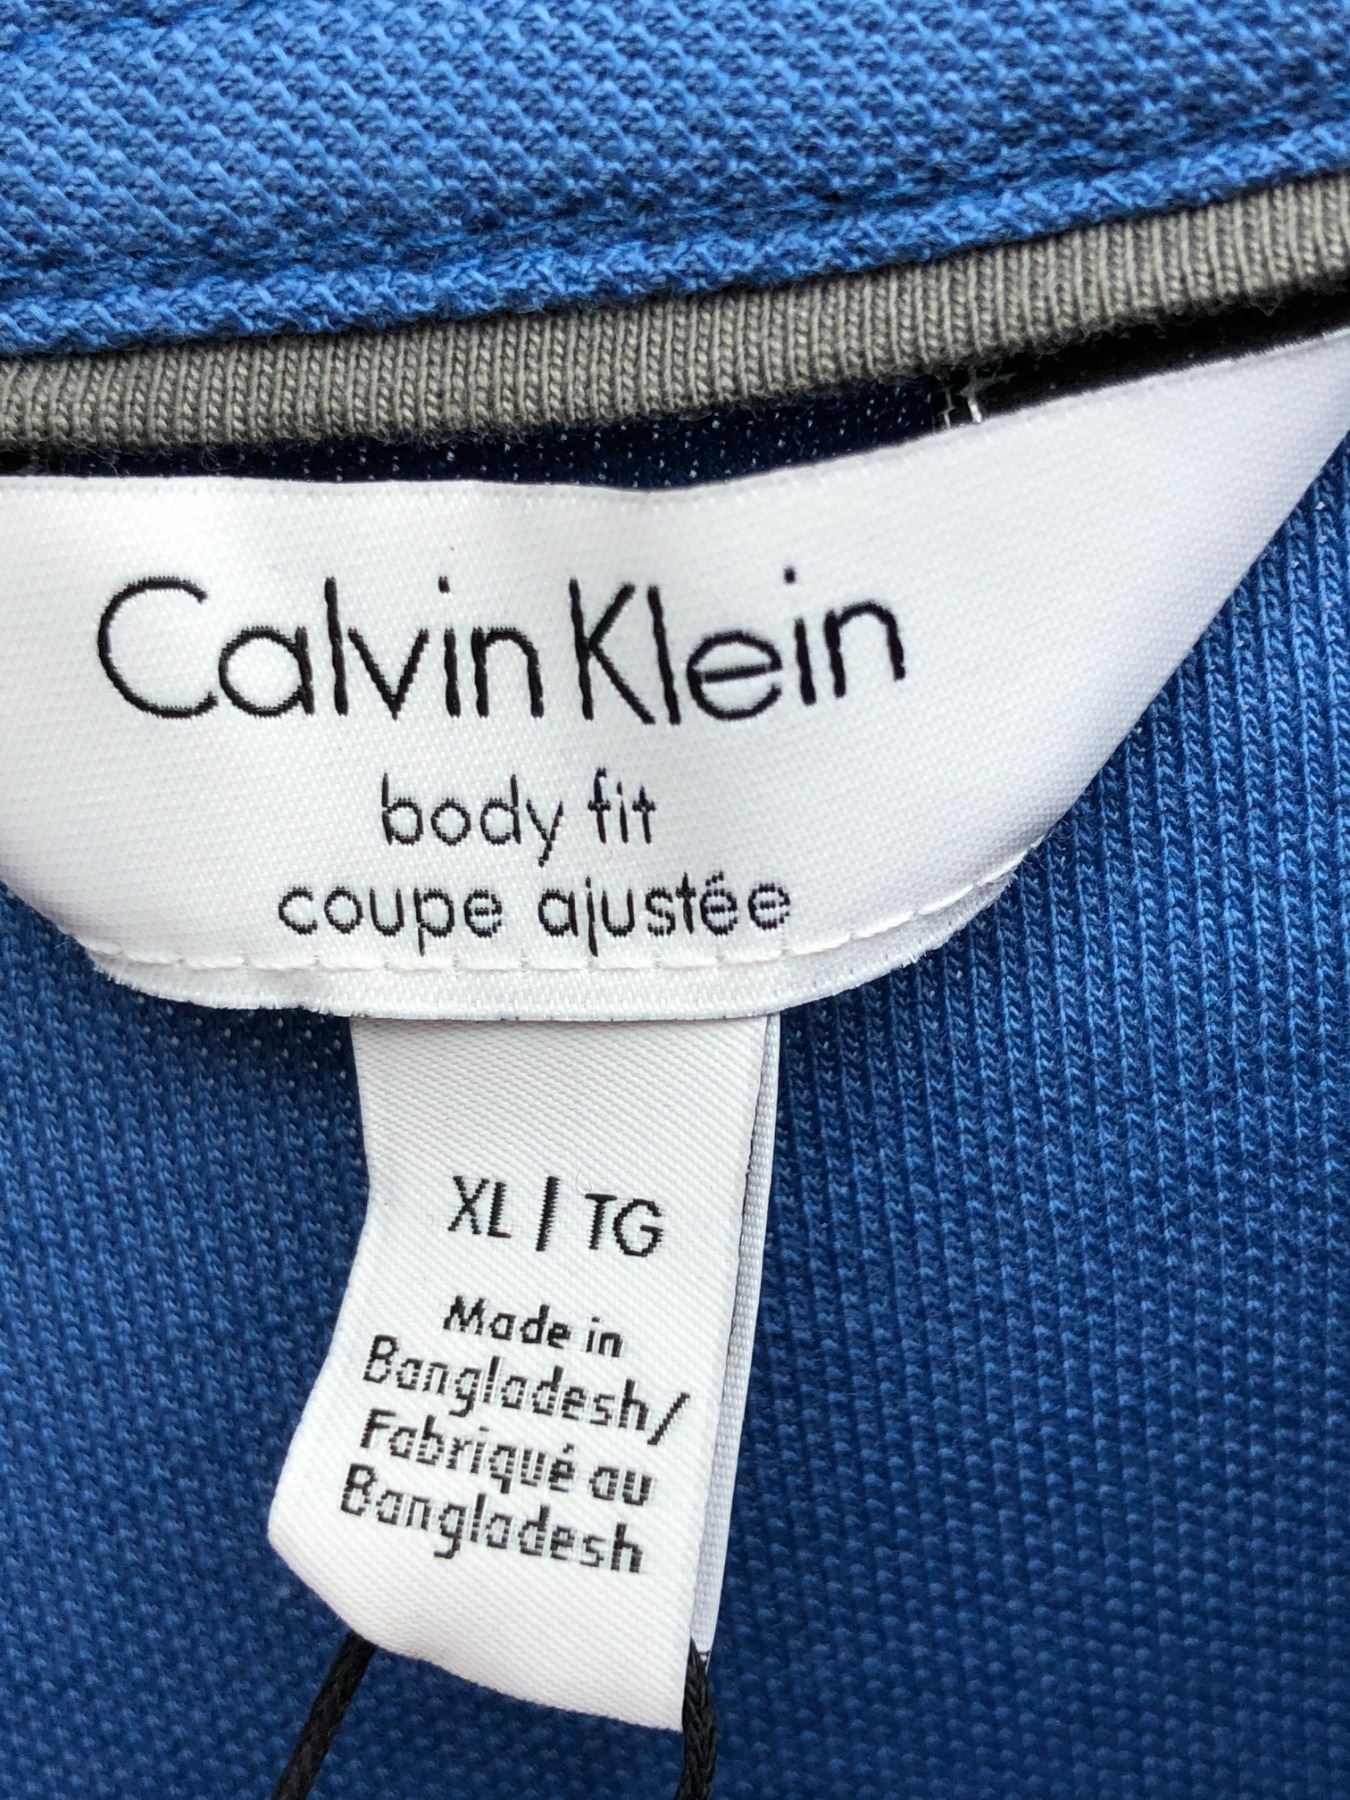 Calvin Klein
body fit
coupe ajustée
XL | TG
Made in
Bangladesh/
Fabriqué au
Bangladesh